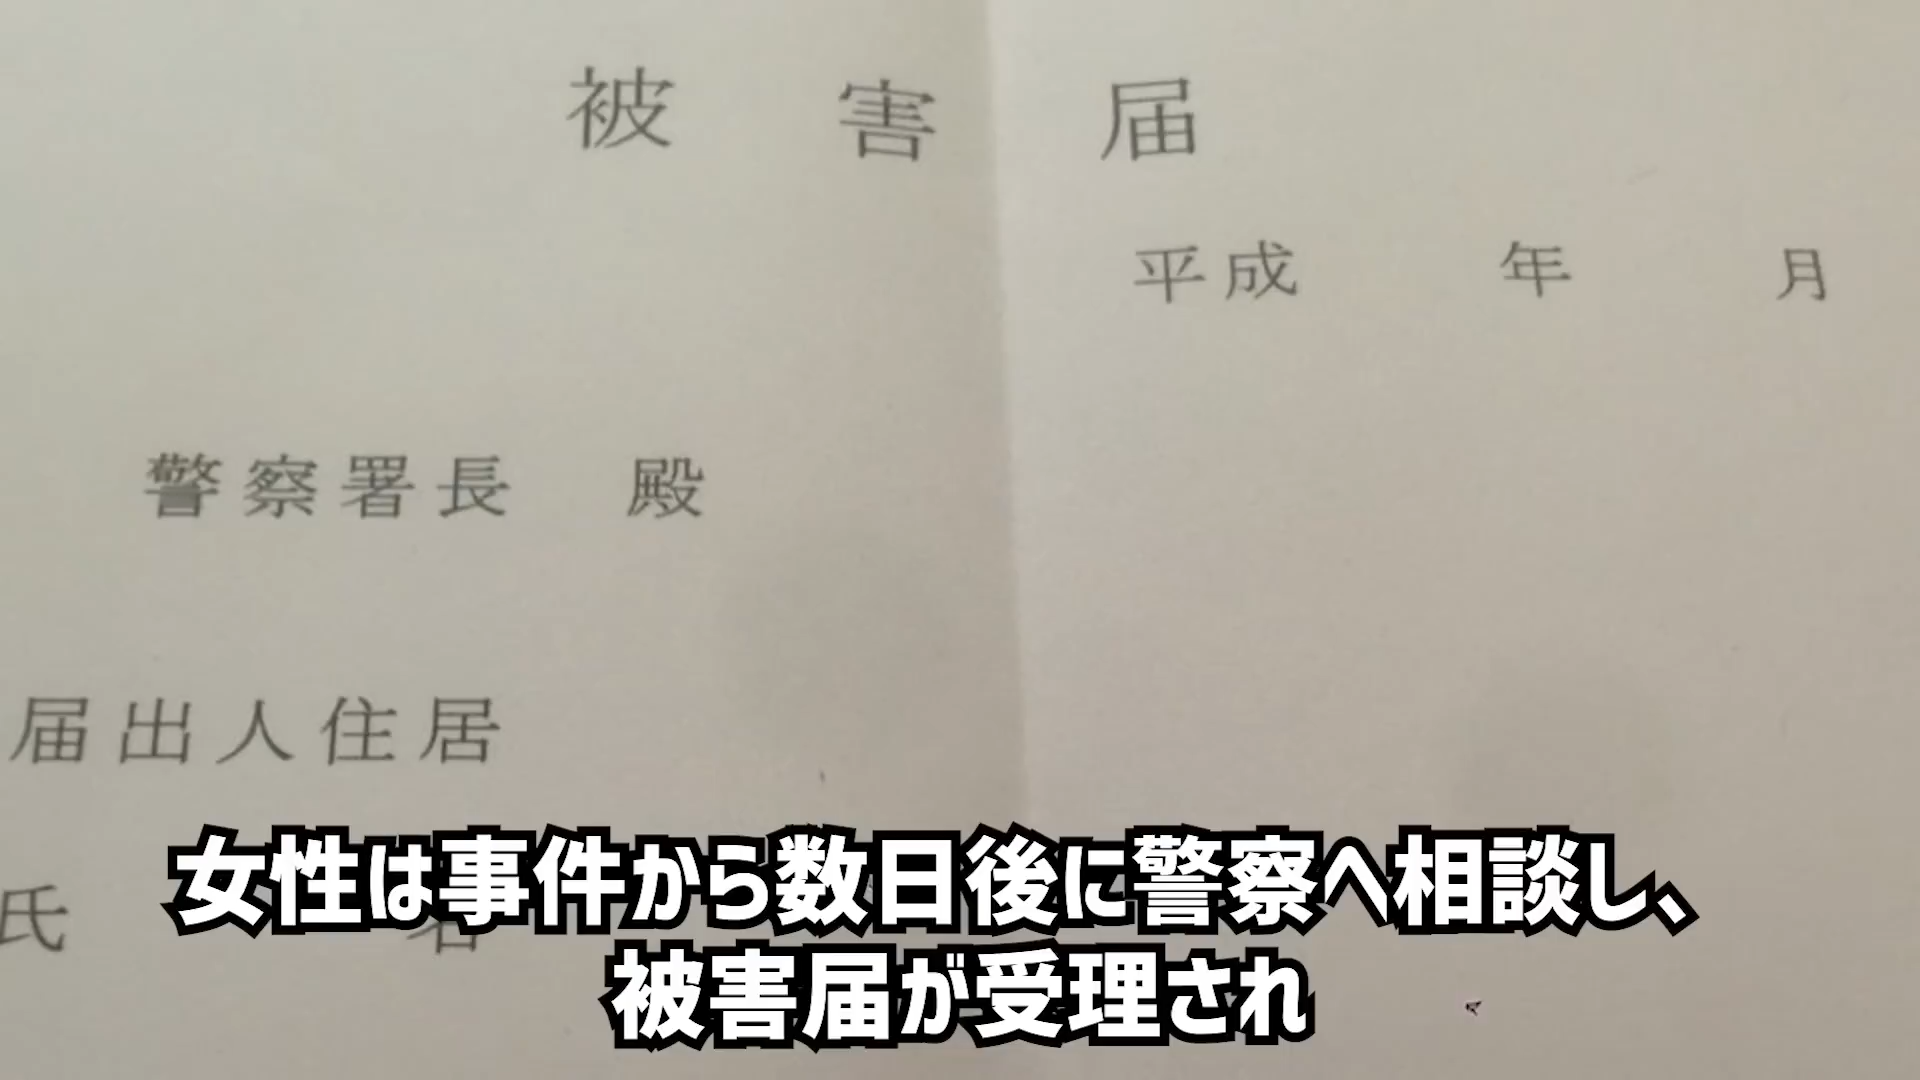 被害届
平成 年 月
警察署長 殿
届出人住居
氏 名
女性は事件から数日後に警察へ相談し、
被害届が受理され